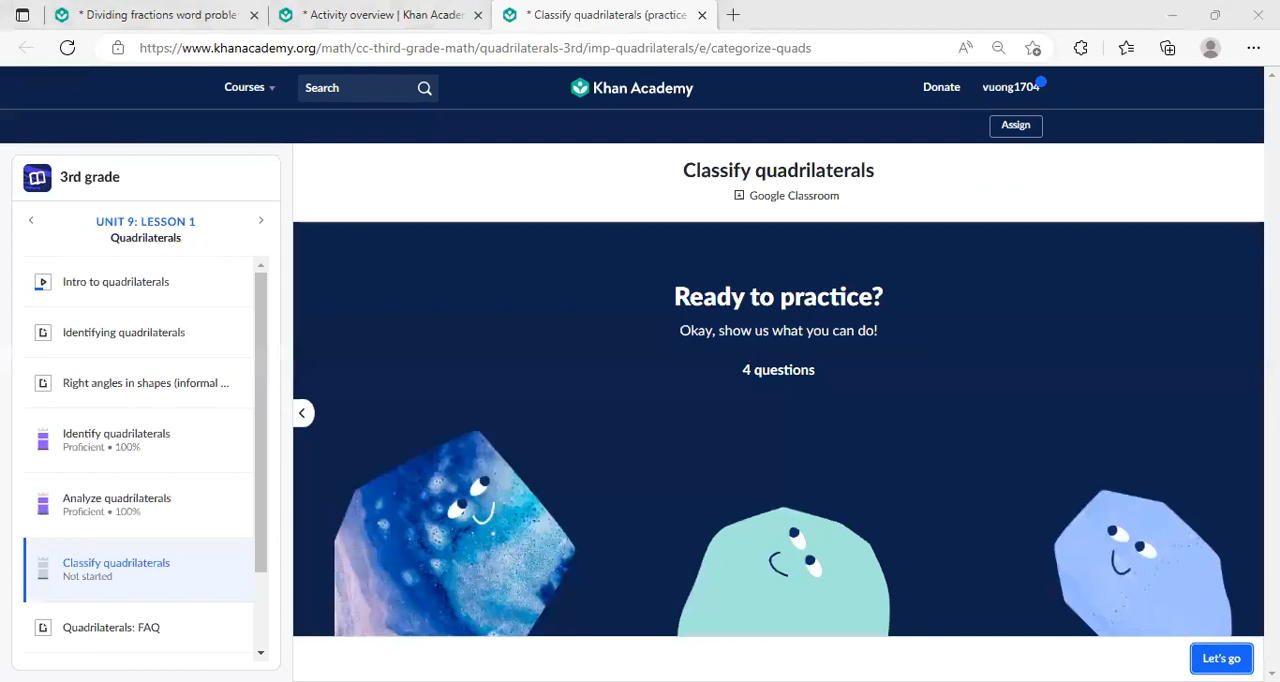 * Dividing fractions word proble
* Activity overview | Khan Acader
* Classify quadrilaterals (practice
https://www.khanacademy.org/math/cc-third-grade-math/quadrilaterals-3rd/imp-quadrilaterals/e/categorize-quads
Courses
Search
Khan Academy
Donate
vuong1704
Assign
3rd grade
UNIT 9: LESSON 1
Quadrilaterals
Intro to quadrilaterals
Identifying quadrilaterals
Right angles in shapes (informal ...
Identify quadrilaterals
Proficient • 100%
Analyze quadrilaterals
Proficient • 100%
Classify quadrilaterals
Not started
Quadrilaterals: FAQ
Classify quadrilaterals
Google Classroom
Ready to practice?
Okay, show us what you can do!
4 questions
Let's go